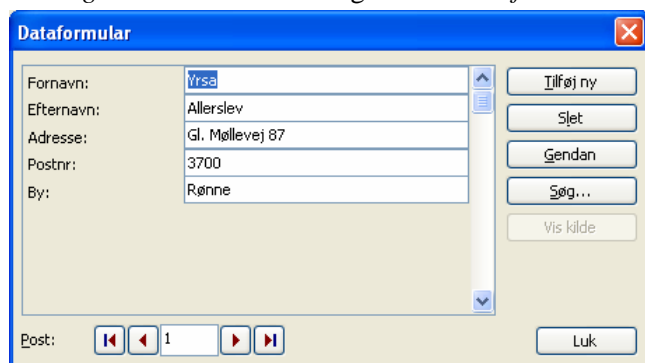 Dataformular
Fornavn: Yrsa
Efternavn: Allerslev
Adresse: Gl. Møllevej 87
Postnr: 3700
By: Rønne
Tilføj ny
Slet
Gendan
Søg...
Vis kilde
Post: 1
Luk